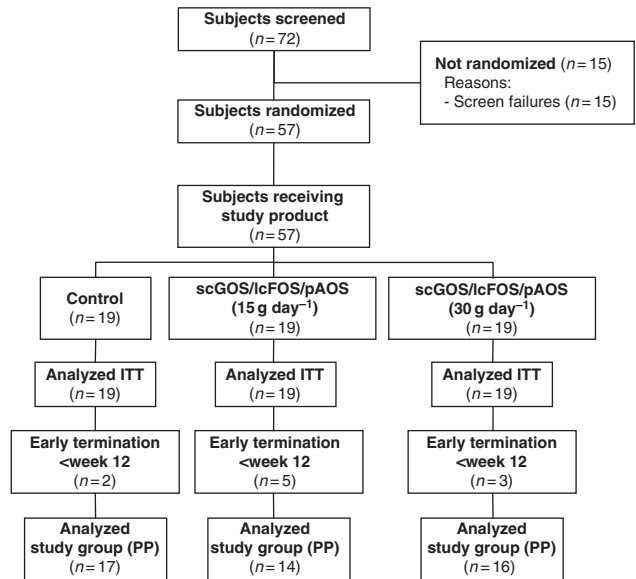 Subjects screened
(n=72)
Not randomized (n=15)
Reasons:
- Screen failures (n=15)
Subjects randomized
(n=57)
Subjects receiving
study product
(n=57)
Control
(n=19)
scGOS/lcFOS/pAOS
(15 g day⁻¹)
(n=19)
scGOS/lcFOS/pAOS
(30 g day⁻¹)
(n=19)
Analyzed ITT
(n=19)
Analyzed ITT
(n=19)
Analyzed ITT
(n=19)
Early termination
<week 12
(n=2)
Early termination
<week 12
(n=5)
Early termination
<week 12
(n=3)
Analyzed
study group (PP)
(n=17)
Analyzed
study group (PP)
(n=14)
Analyzed
study group (PP)
(n=16)